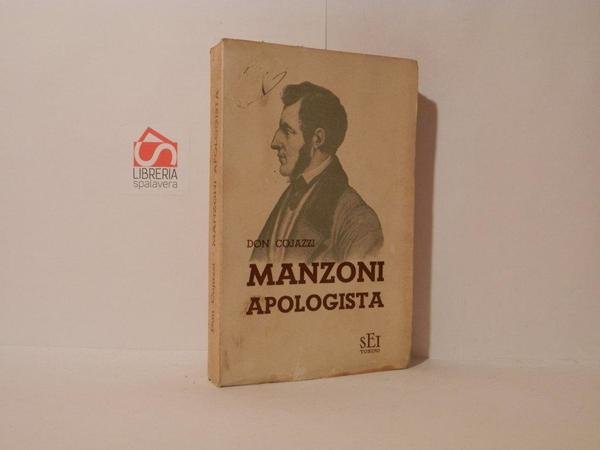 LIBRERIA
spalavera
Don Cojazzi - MANZONI APOLOGISTA
DON COJAZZI
MANZONI
APOLOGISTA
SEI
TORINO